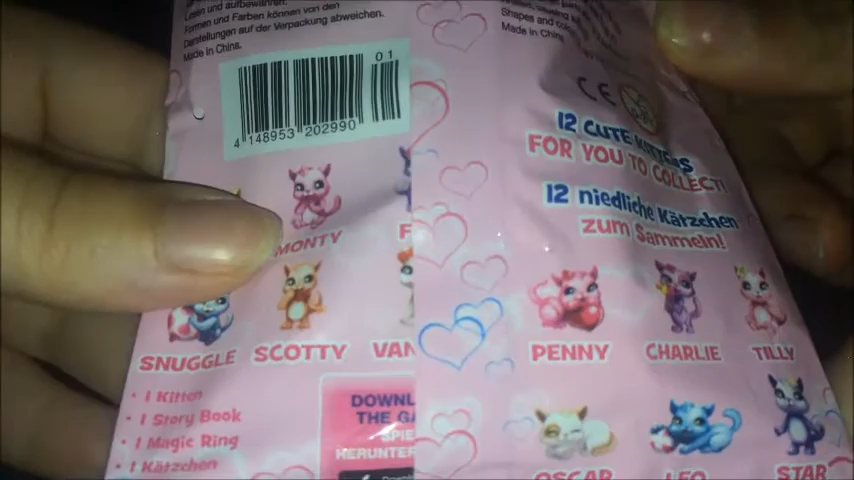 Lesen und aufbewahren.
Formen und Farben können von den
Darstellungen auf der Verpackung abweichen.
Made in China.
01
4 148953 202990
MONTY
SNUGGLE
SCOTTY
VAN
• 1 Kitten
• 1 Story Book
• 1 Magic Ring
• 1 Kätzchen
DOWNL
THE GA
SPIE
HERUNTER
Shapes and
Made in China.
CE
12 CUTE KITTENS
FOR YOU TO COLLECT!
12 niedliche Kätzchen
zum Sammeln!
PENNY
CHARLIE
TILLY
OSCAR
LEO
STAR